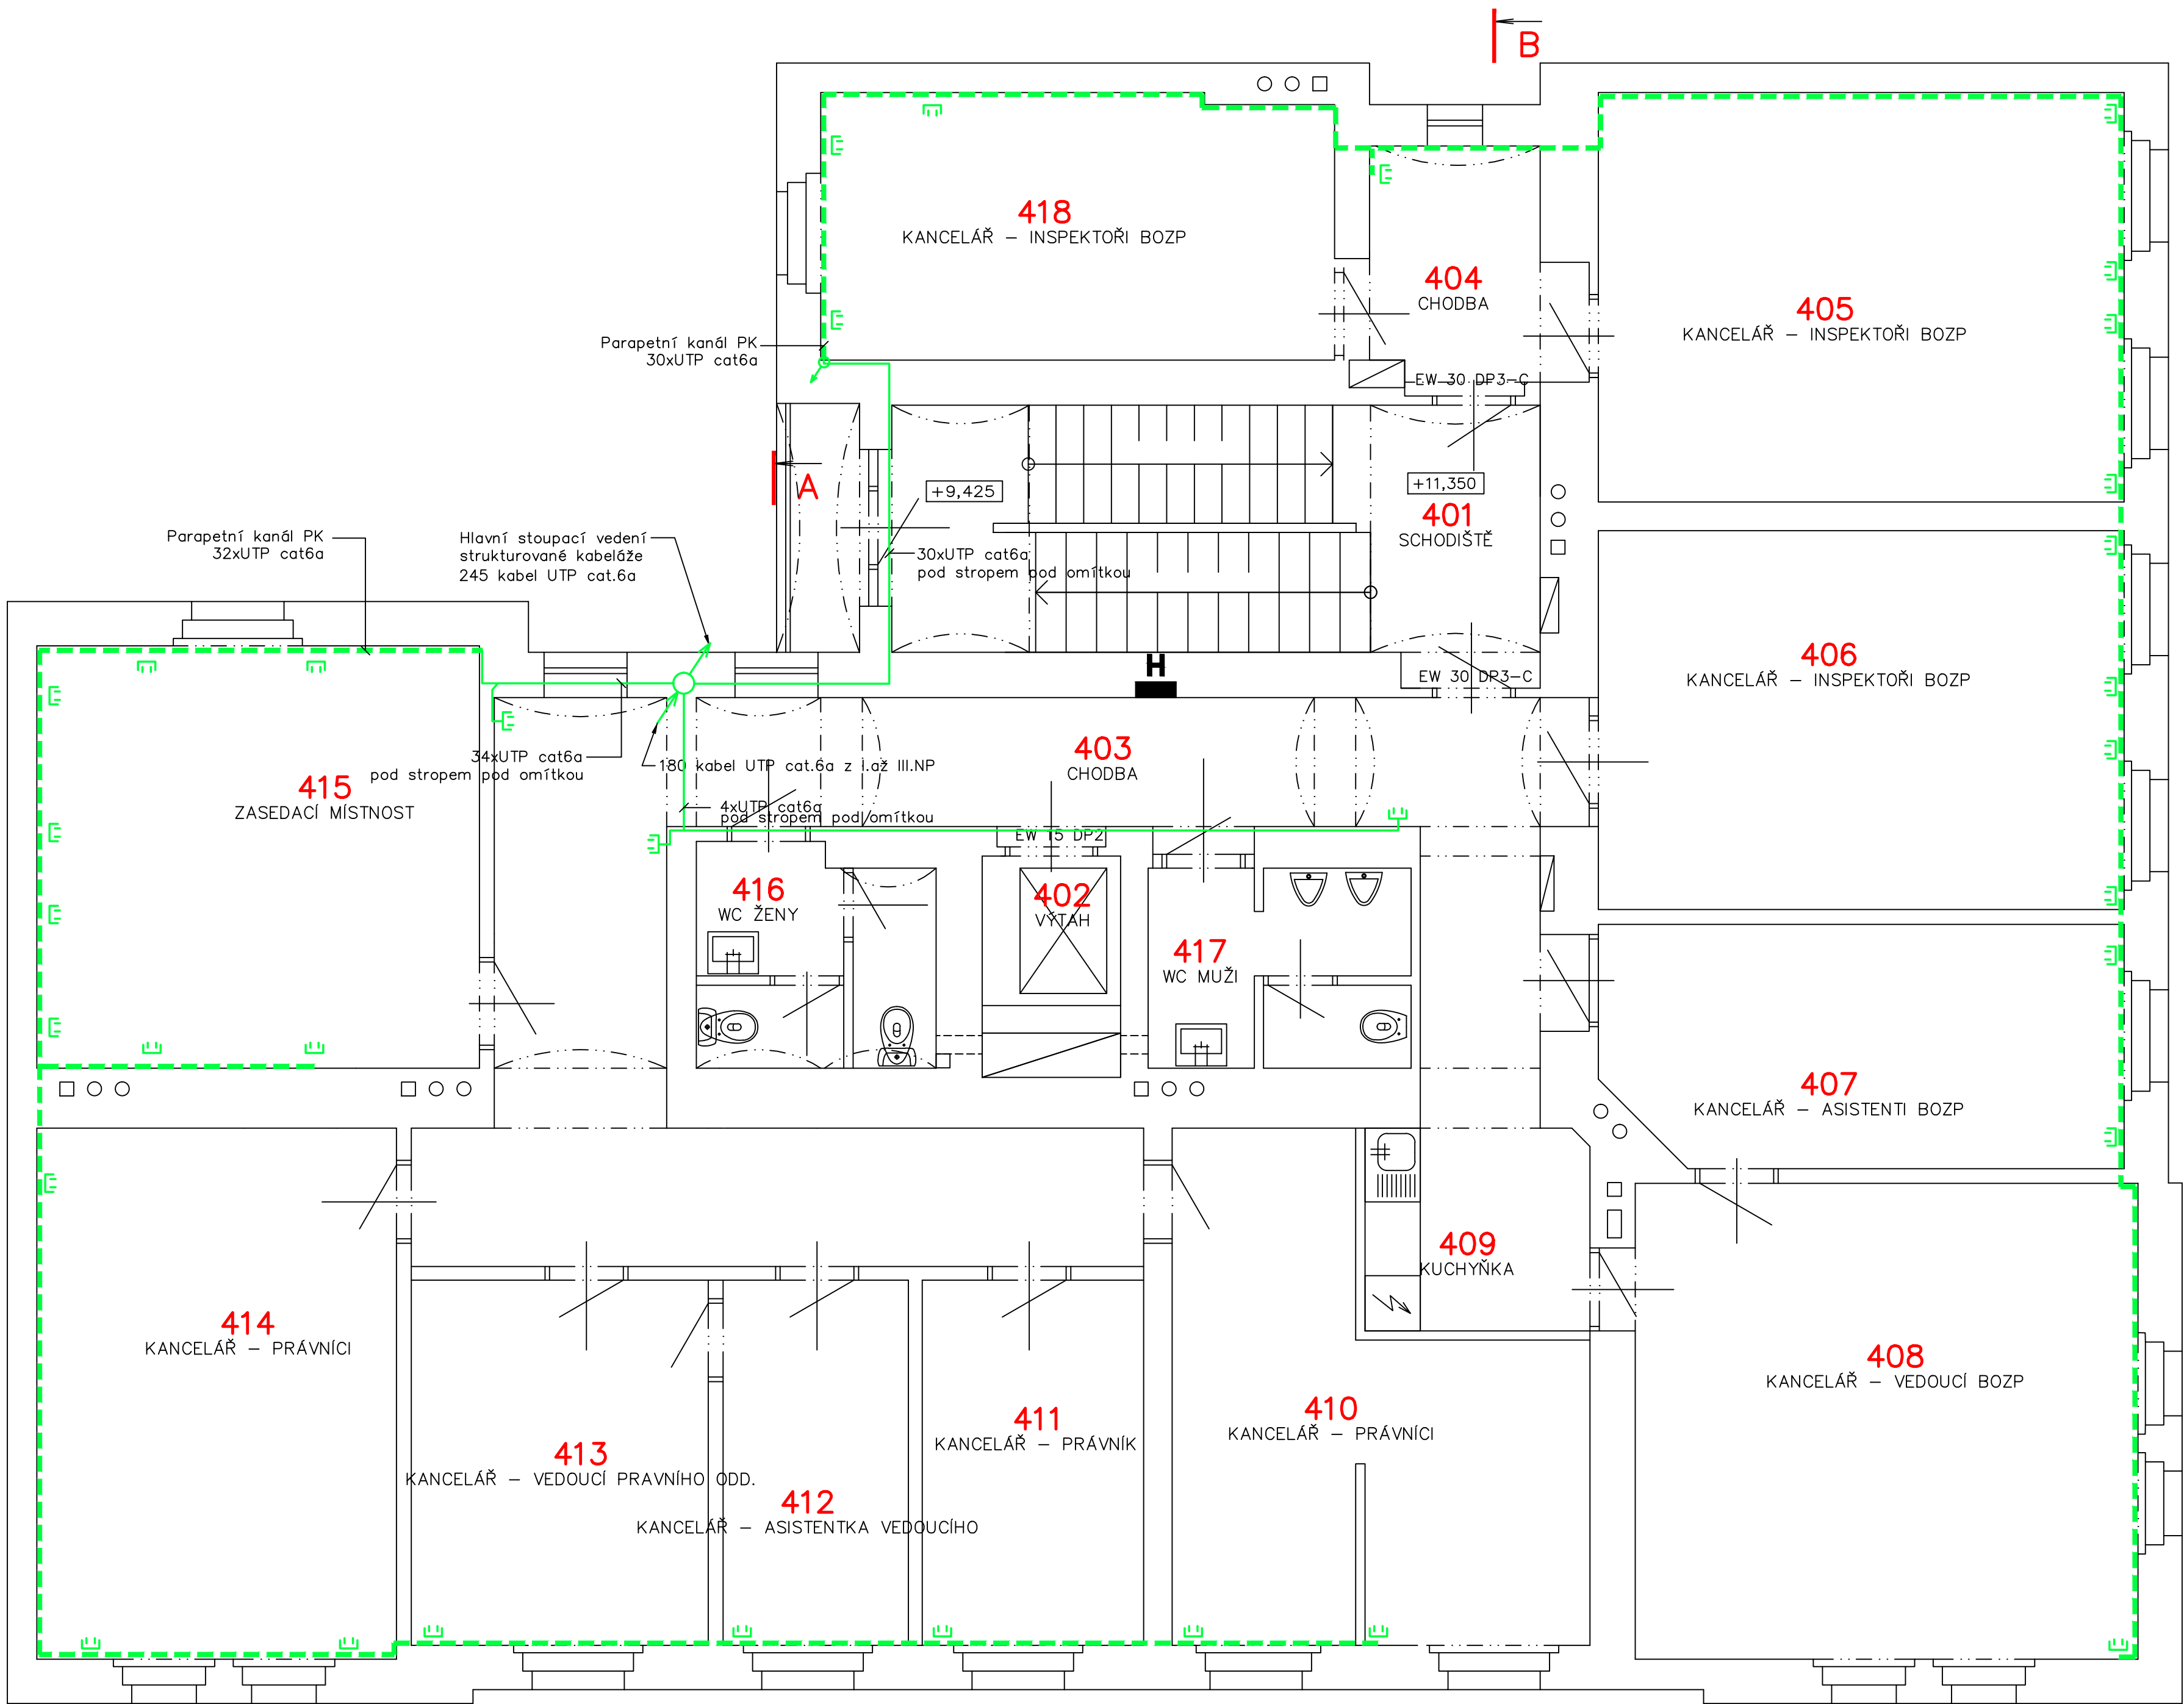 B
418
KANCELÁŘ – INSPEKTOŘI BOZP
404
CHODBA
405
KANCELÁŘ – INSPEKTOŘI BOZP
Parapetní kanál PK
30xUTP cat6a
EW 30 DP3-C
A
+9,425
+11,350
401
SCHODIŠTĚ
Parapetní kanál PK
32xUTP cat6a
Hlavní stoupací vedení
strukturované kabeláže
245 kabel UTP cat.6a
30xUTP cat6a
pod stropem pod omítkou
H
EW 30 DP3-C
406
KANCELÁŘ – INSPEKTOŘI BOZP
403
CHODBA
34xUTP cat6a
pod stropem pod omítkou
180 kabel UTP cat.6a z I.až III.NP
415
ZASEDACÍ MÍSTNOST
4xUTP cat6a
pod stropem pod omítkou
EW 15 DP2
416
WC ŽENY
402
VÝTAH
417
WC MUŽI
407
KANCELÁŘ – ASISTENTI BOZP
409
KUCHYŇKA
414
KANCELÁŘ – PRÁVNÍCI
408
KANCELÁŘ – VEDOUCÍ BOZP
411
KANCELÁŘ – PRÁVNÍK
410
KANCELÁŘ – PRÁVNÍCI
413
KANCELÁŘ – VEDOUCÍ PRAVNÍHO ODD.
412
KANCELÁŘ – ASISTENTKA VEDOUCÍHO